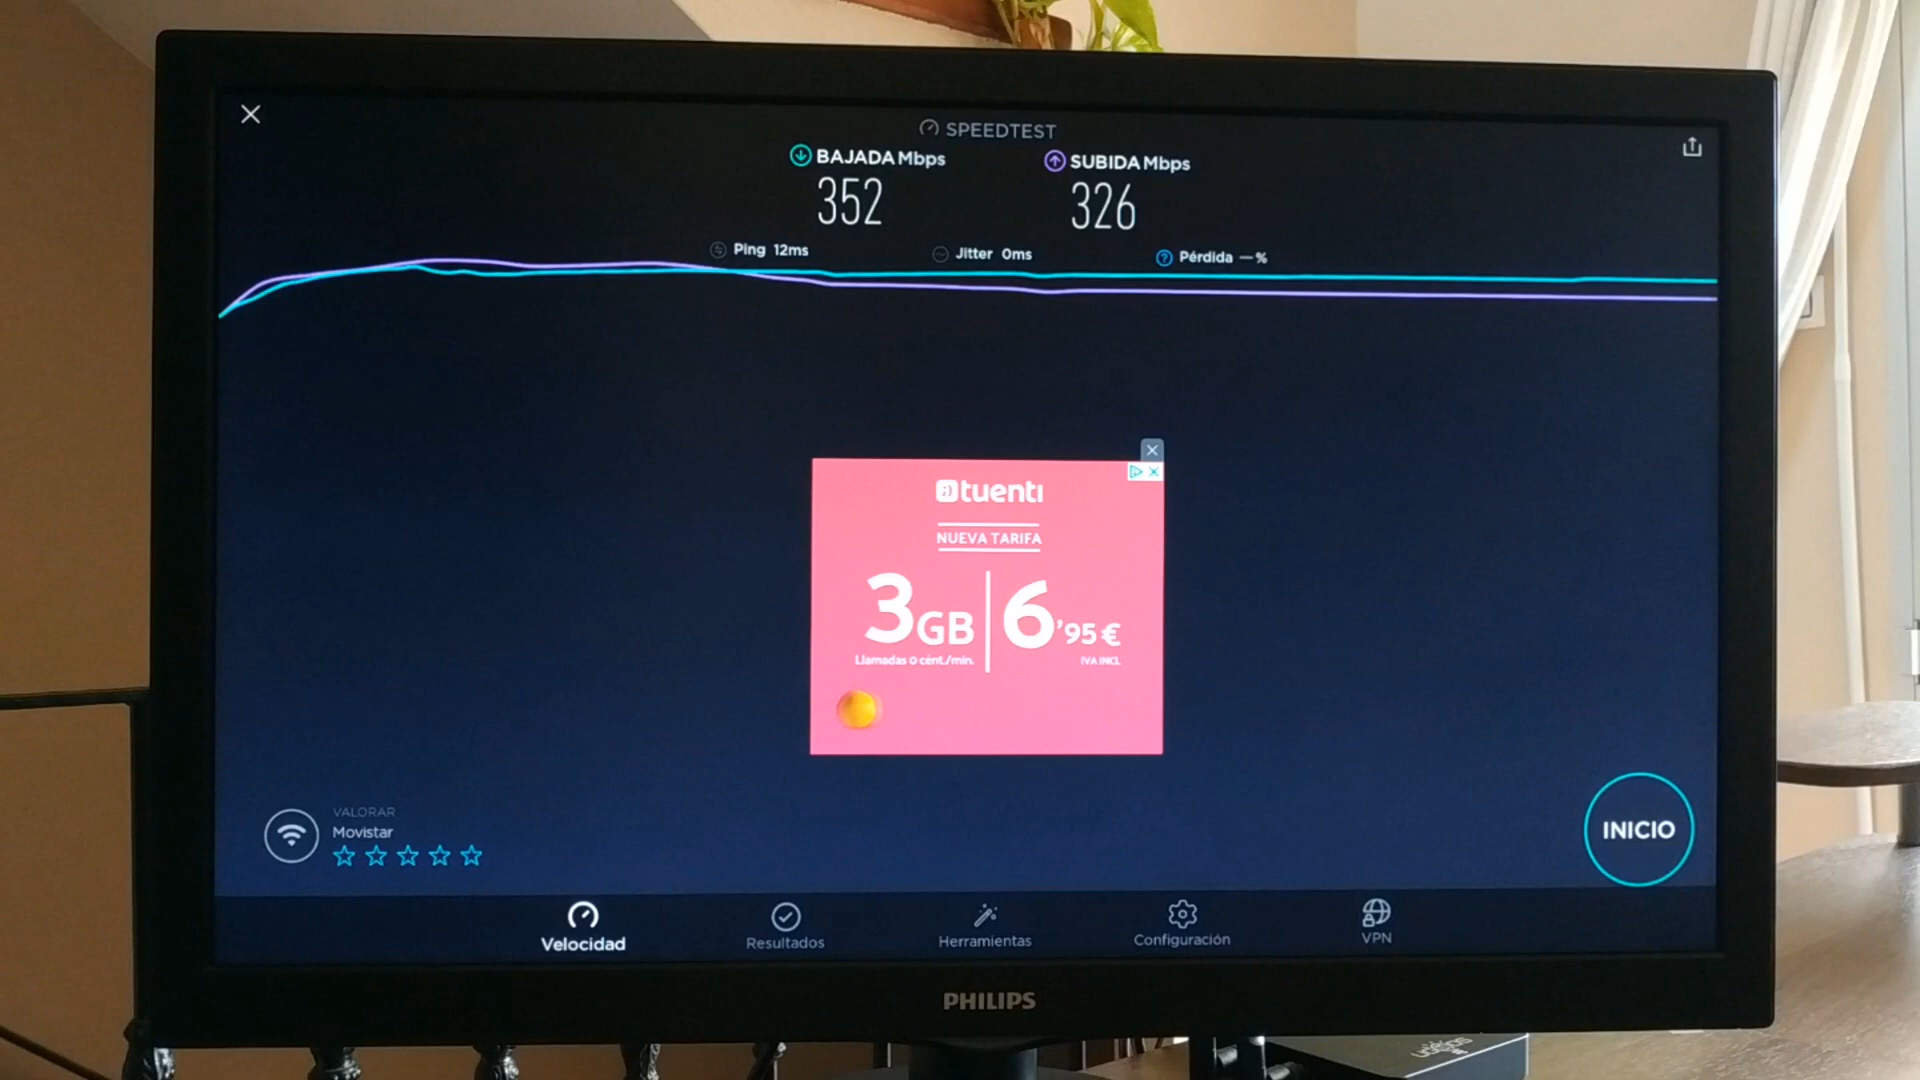 SPEEDTEST
BAJADA Mbps
352
SUBIDA Mbps
326
Ping 12ms
Jitter 0ms
Pérdida —%
tuenti
NUEVA TARIFA
3GB
6'95€
Llamadas 0 cént./min.
IVA INCL.
VALORAR
Movistar
INICIO
Velocidad
Resultados
Herramientas
Configuración
VPN
PHILIPS